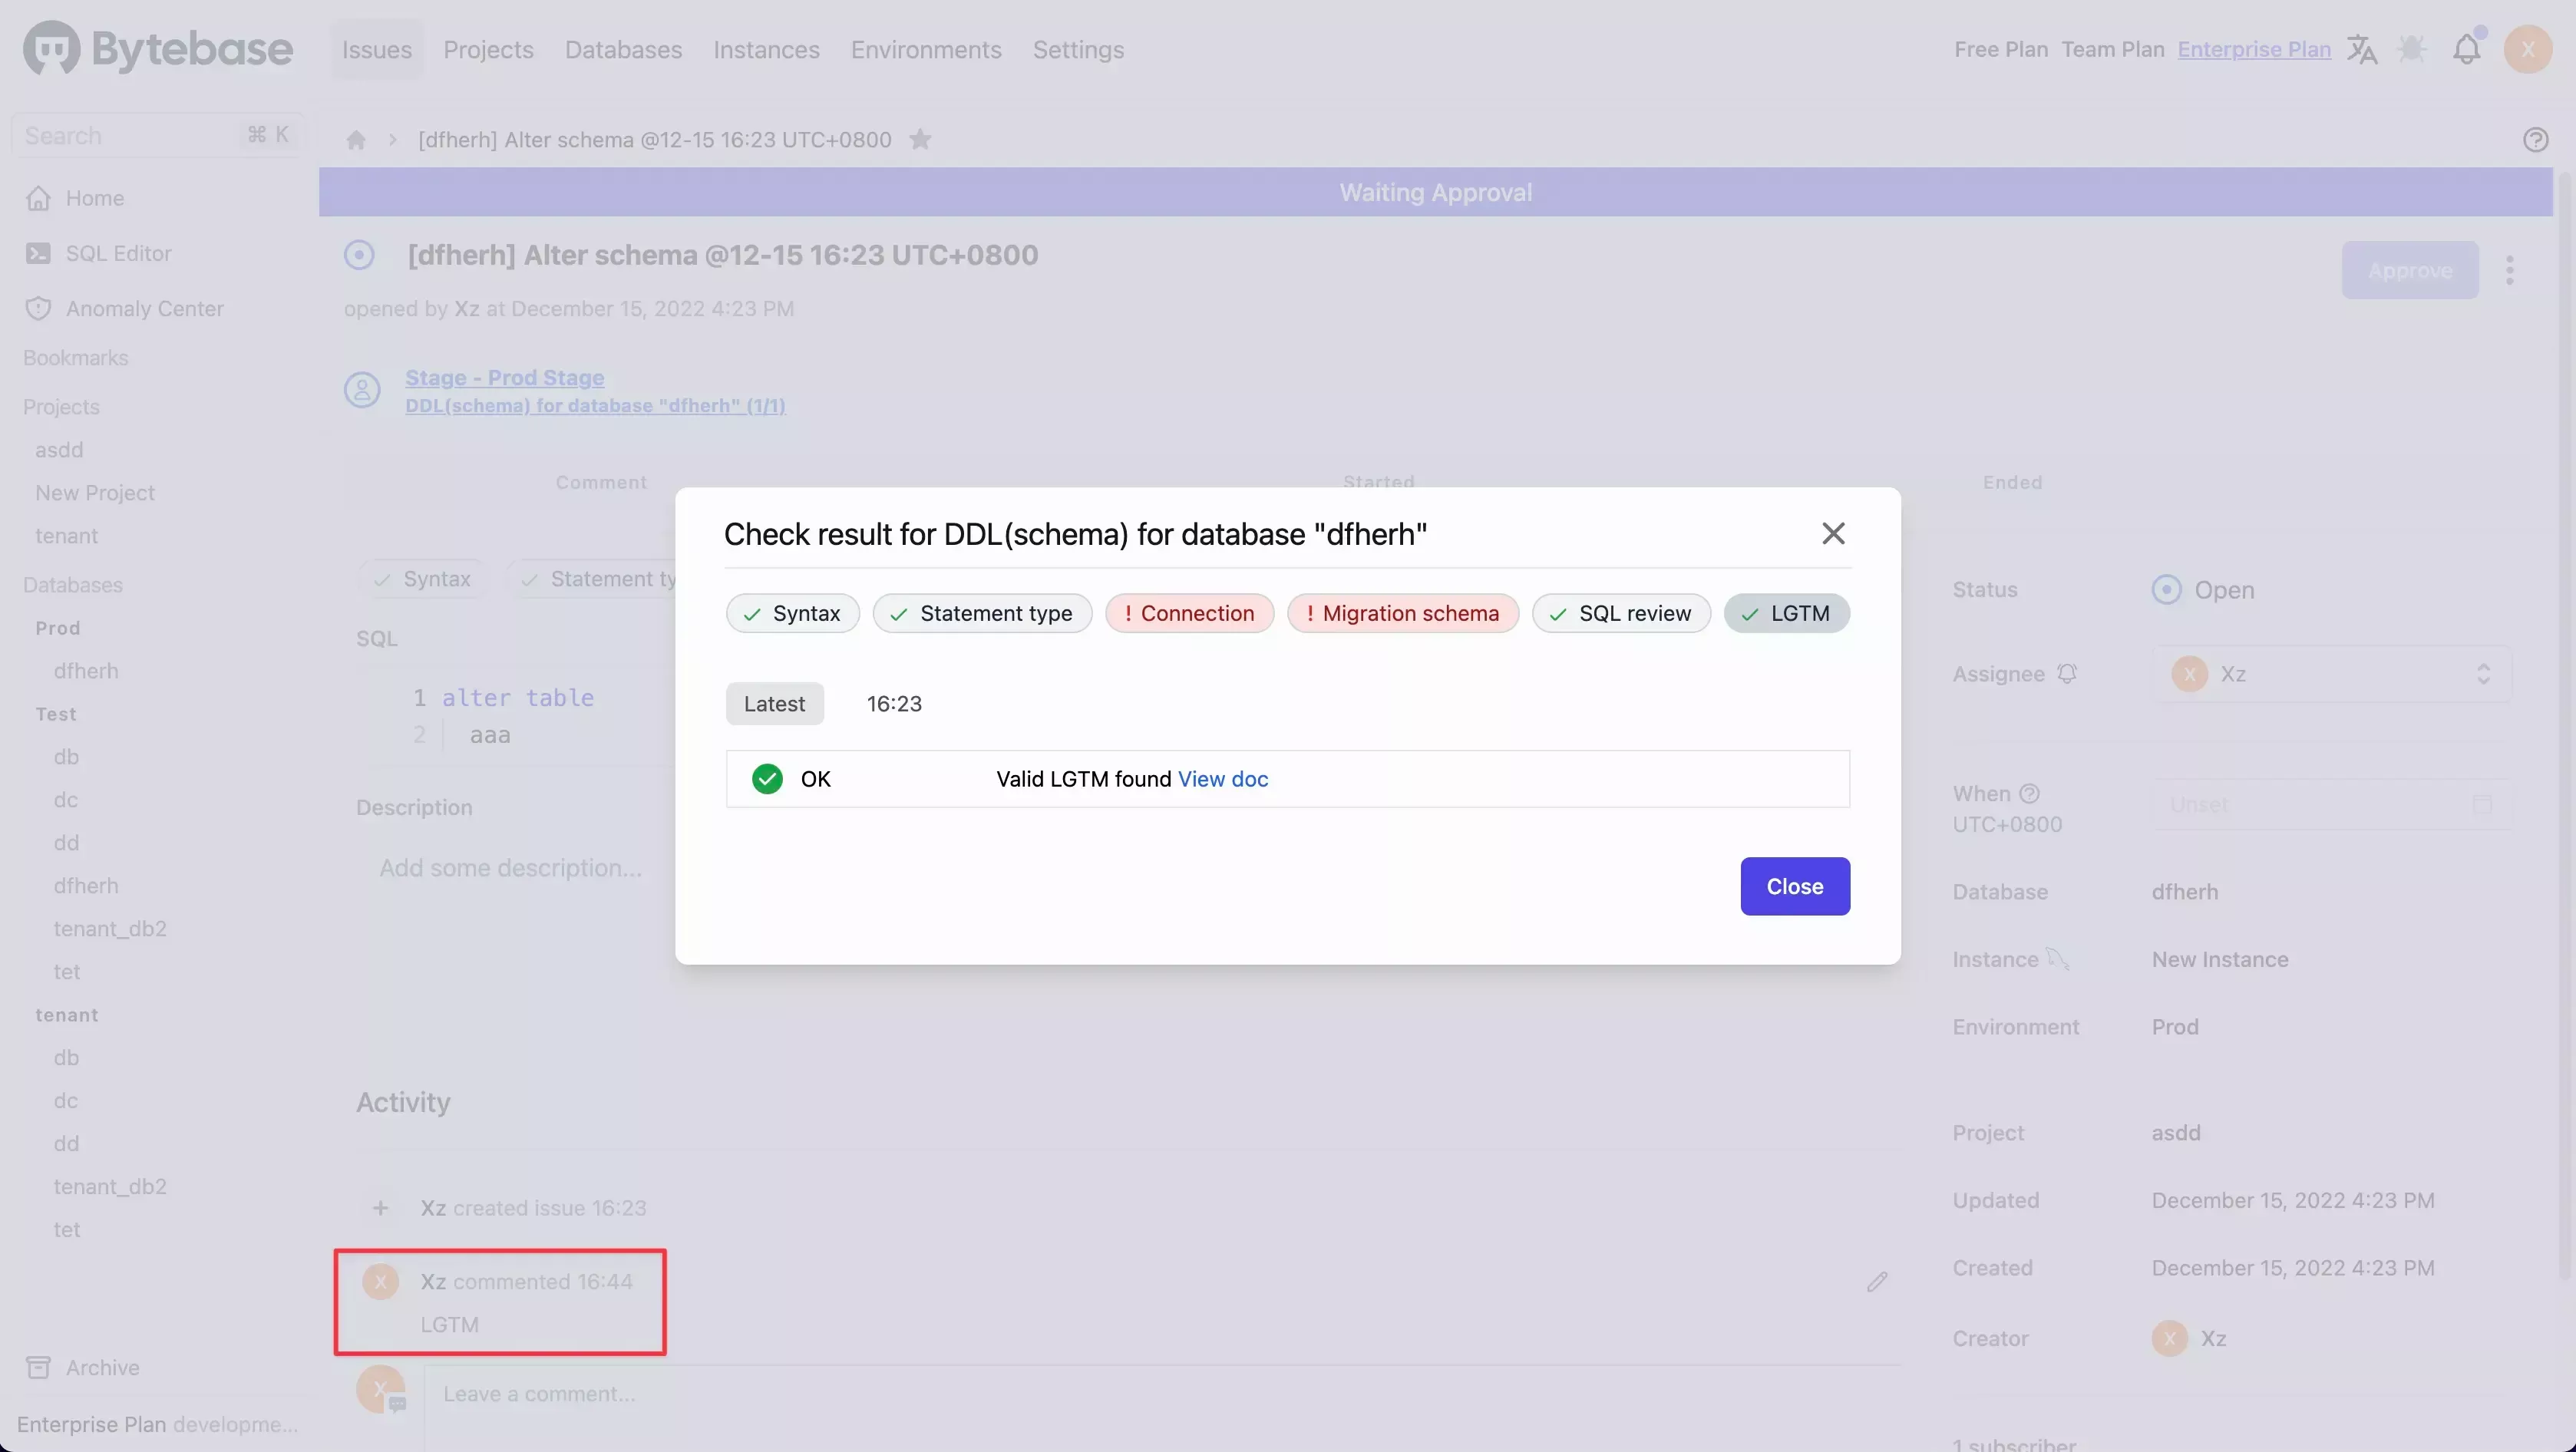 Bytebase
Issues
Projects
Databases
Instances
Environments
Settings
Free Plan
Team Plan
Enterprise Plan
X
Search
⌘ K
[dfherh] Alter schema @12-15 16:23 UTC+0800
Home
SQL Editor
Anomaly Center
Bookmarks
Projects
asdd
New Project
tenant
Databases
Prod
dfherh
Test
db
dc
dd
dfherh
tenant_db2
tet
tenant
db
dc
dd
tenant_db2
tet
Archive
Enterprise Plan developme...
Waiting Approval
[dfherh] Alter schema @12-15 16:23 UTC+0800
Approve
opened by Xz at December 15, 2022 4:23 PM
Stage - Prod Stage
DDL(schema) for database "dfherh" (1/1)
Comment
Started
Ended
Syntax
Statement ty
SQL
1 alter table
2 aaa
Description
Add some description...
Check result for DDL(schema) for database "dfherh"
Syntax
Statement type
! Connection
! Migration schema
SQL review
LGTM
Latest
16:23
OK
Valid LGTM found View doc
Close
Activity
Xz created issue 16:23
X
Xz commented 16:44
LGTM
X
Leave a comment...
Status
Open
Assignee
X
Xz
When
UTC+0800
Unset
Database
dfherh
Instance
New Instance
Environment
Prod
Project
asdd
Updated
December 15, 2022 4:23 PM
Created
December 15, 2022 4:23 PM
Creator
X
Xz
1 subscriber